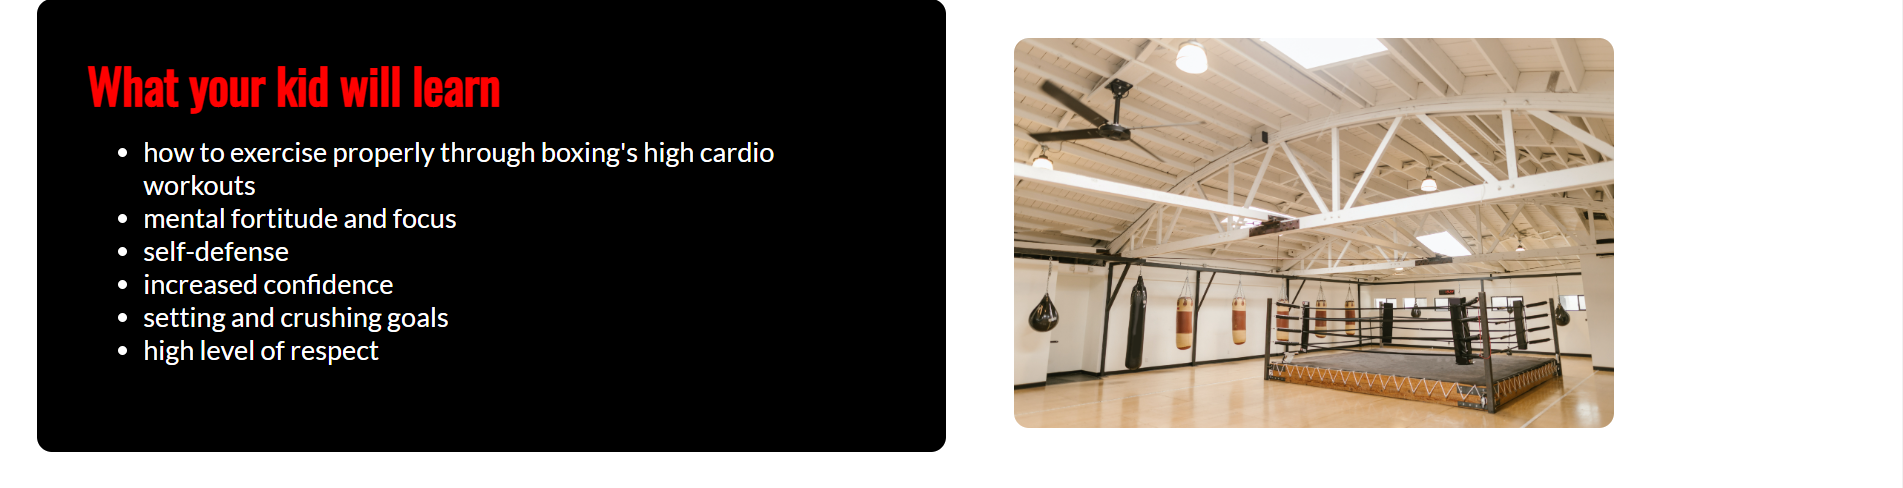 What your kid will learn
how to exercise properly through boxing's high cardio
workouts
mental fortitude and focus
self-defense
increased confidence
setting and crushing goals
high level of respect